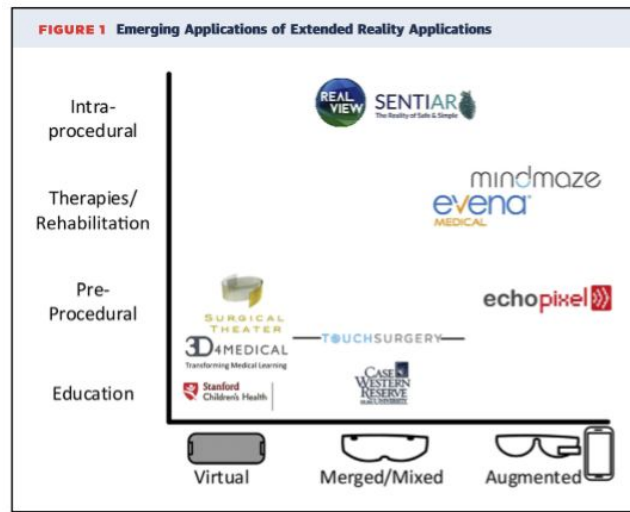 FIGURE 1 Emerging Applications of Extended Reality Applications
Intra-
procedural
REAL
VIEW
SENTIAR
The Reality of Safe & Simple
Therapies/
Rehabilitation
mindmaze
evena
MEDICAL
Pre-
Procedural
SURGICAL
THEATER
echopixel
3D4MEDICAL
Transforming Medical Learning
TOUCHSURGERY
Education
Stanford
Children's Health
CASE
WESTERN
RESERVE
UNIVERSITY
Virtual
Merged/Mixed
Augmented